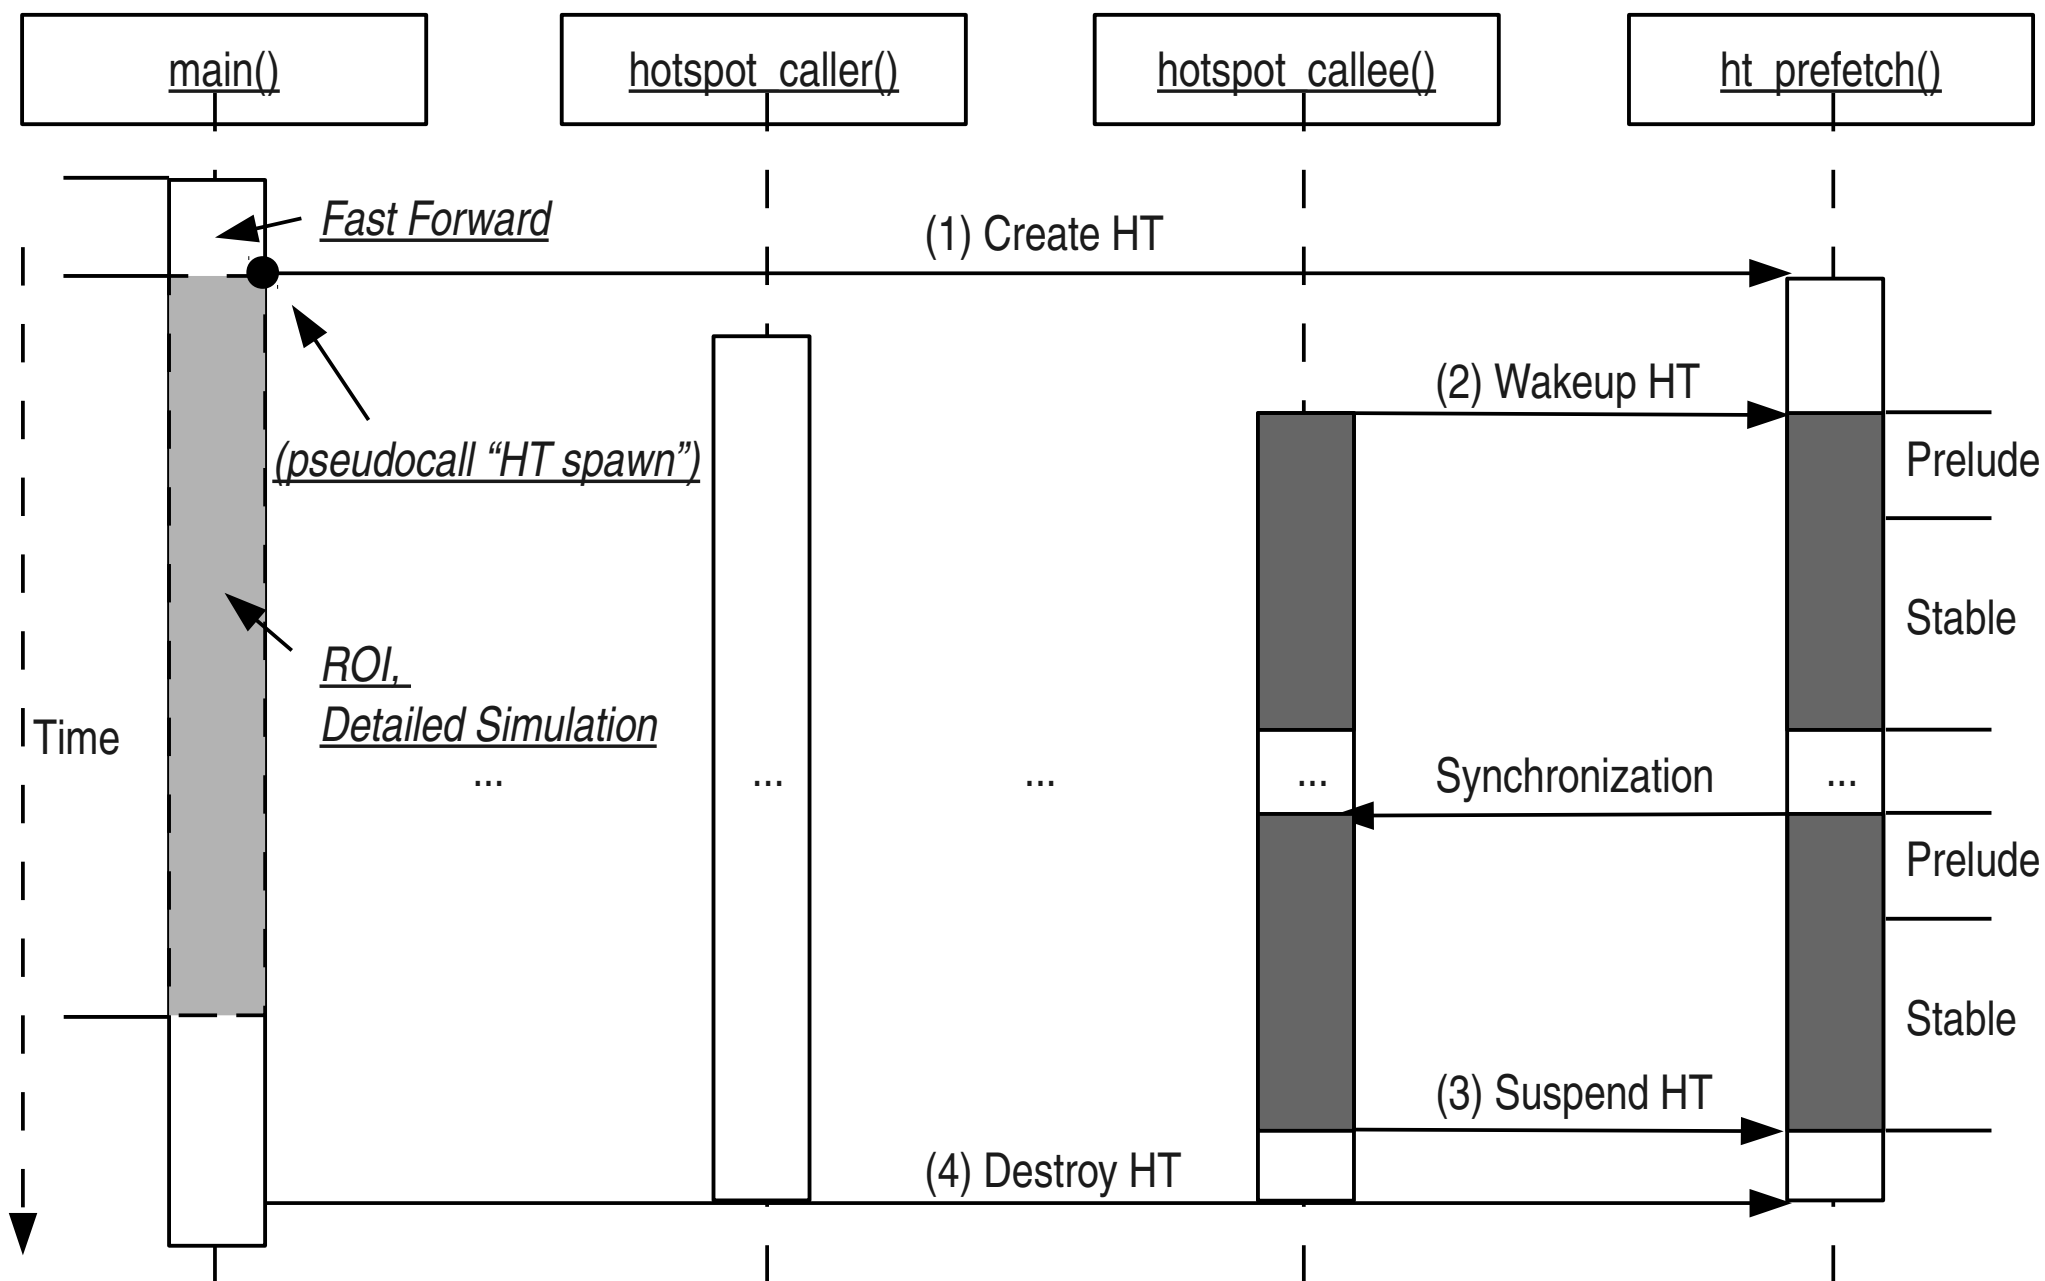 main()
hotspot_caller()
hotspot_callee()
ht_prefetch()
Fast Forward
(1) Create HT
(2) Wakeup HT
(pseudocall “HT spawn”)
Prelude
Stable
ROI,
Detailed Simulation
Time
...
...
...
...
Synchronization
...
Prelude
Stable
(3) Suspend HT
(4) Destroy HT